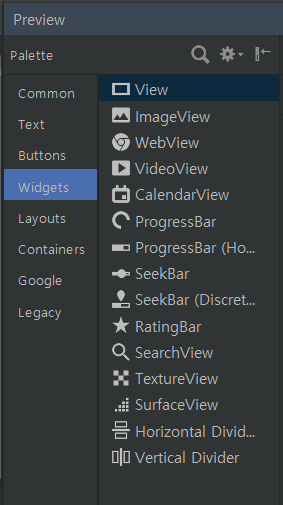 Preview
Palette
Common
Text
Buttons
Widgets
Layouts
Containers
Google
Legacy
View
ImageView
WebView
VideoView
CalendarView
ProgressBar
ProgressBar (Ho...
SeekBar
SeekBar (Discret...
RatingBar
SearchView
TextureView
SurfaceView
Horizontal Divid...
Vertical Divider